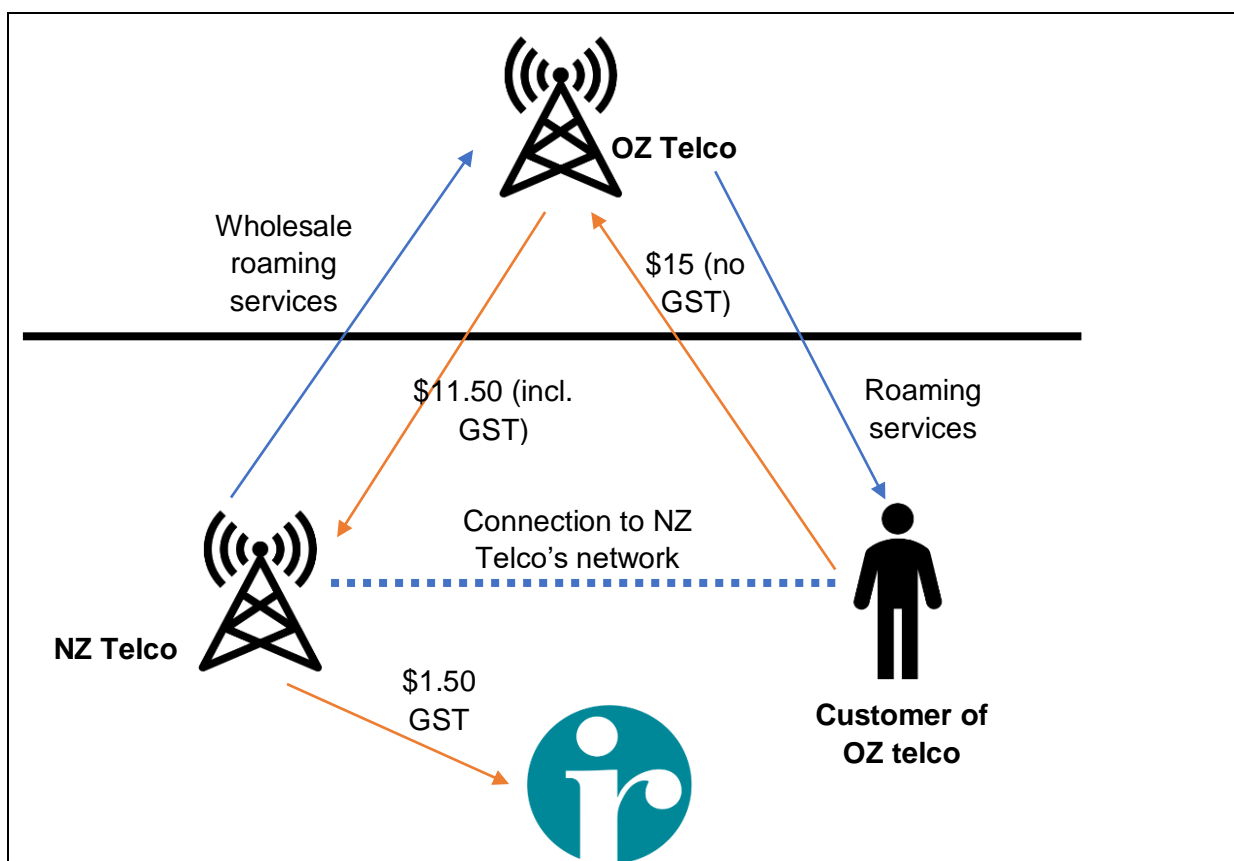 OZ Telco
Wholesale
roaming
services
$15 (no
GST)
$11.50 (incl.
GST)
Roaming
services
Connection to NZ
Telco’s network
NZ Telco
$1.50
GST
Customer of
OZ telco
ir